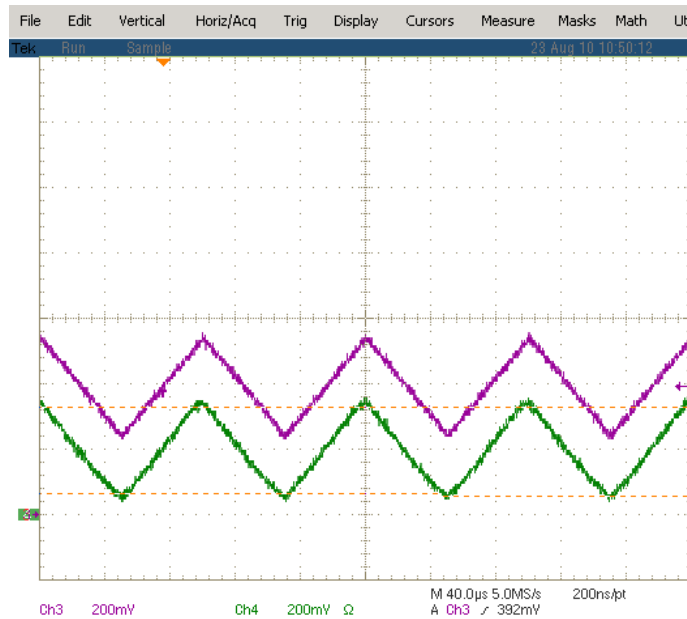 File Edit Vertical Horiz/Acq Trig Display Cursors Measure Masks Math Ut
Tek Run Sample 23 Aug 10 10:50:12
M 40.0µs 5.0MS/s 200ns/pt
Ch3 200mV Ch4 200mV Ω A Ch3 ⁄ 392mV